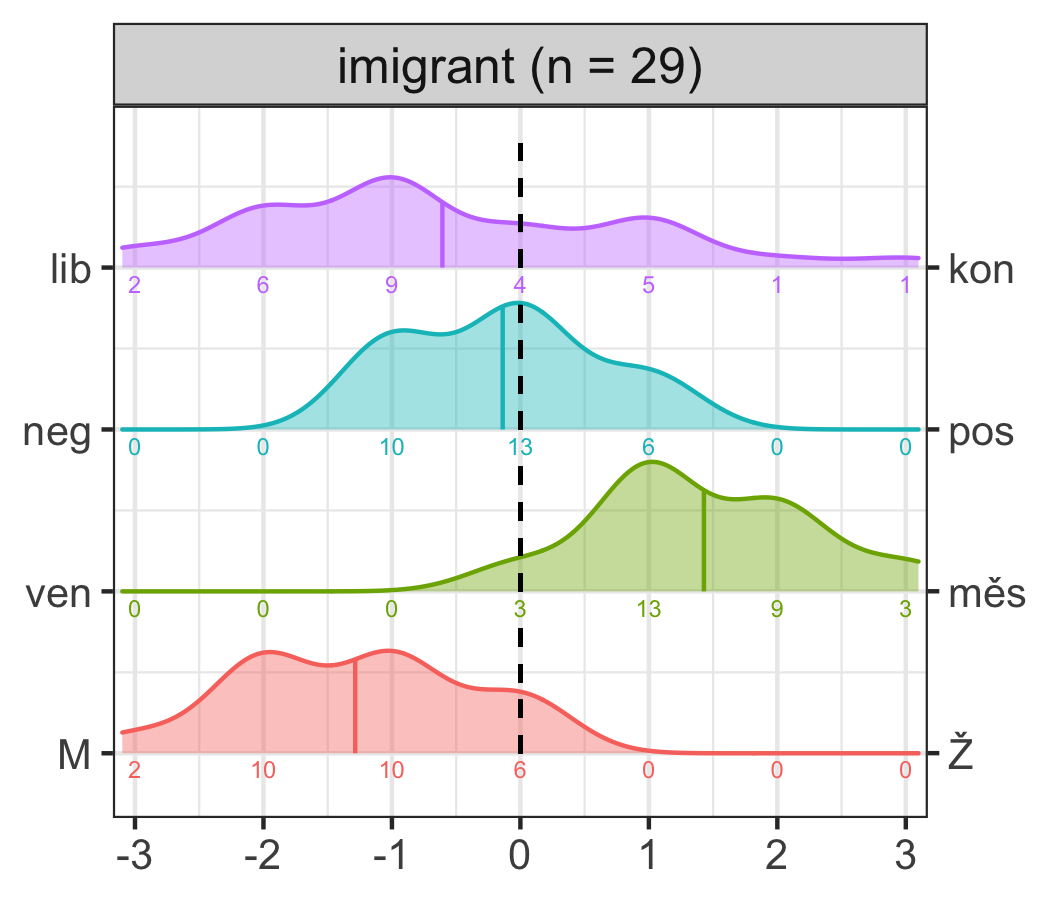 imigrant (n = 29)
lib kon
2 6 9 4 5 1 1
neg pos
0 0 10 13 6 0 0
ven měs
0 0 0 3 13 9 3
M Ž
2 10 10 6 0 0 0
-3 -2 -1 0 1 2 3